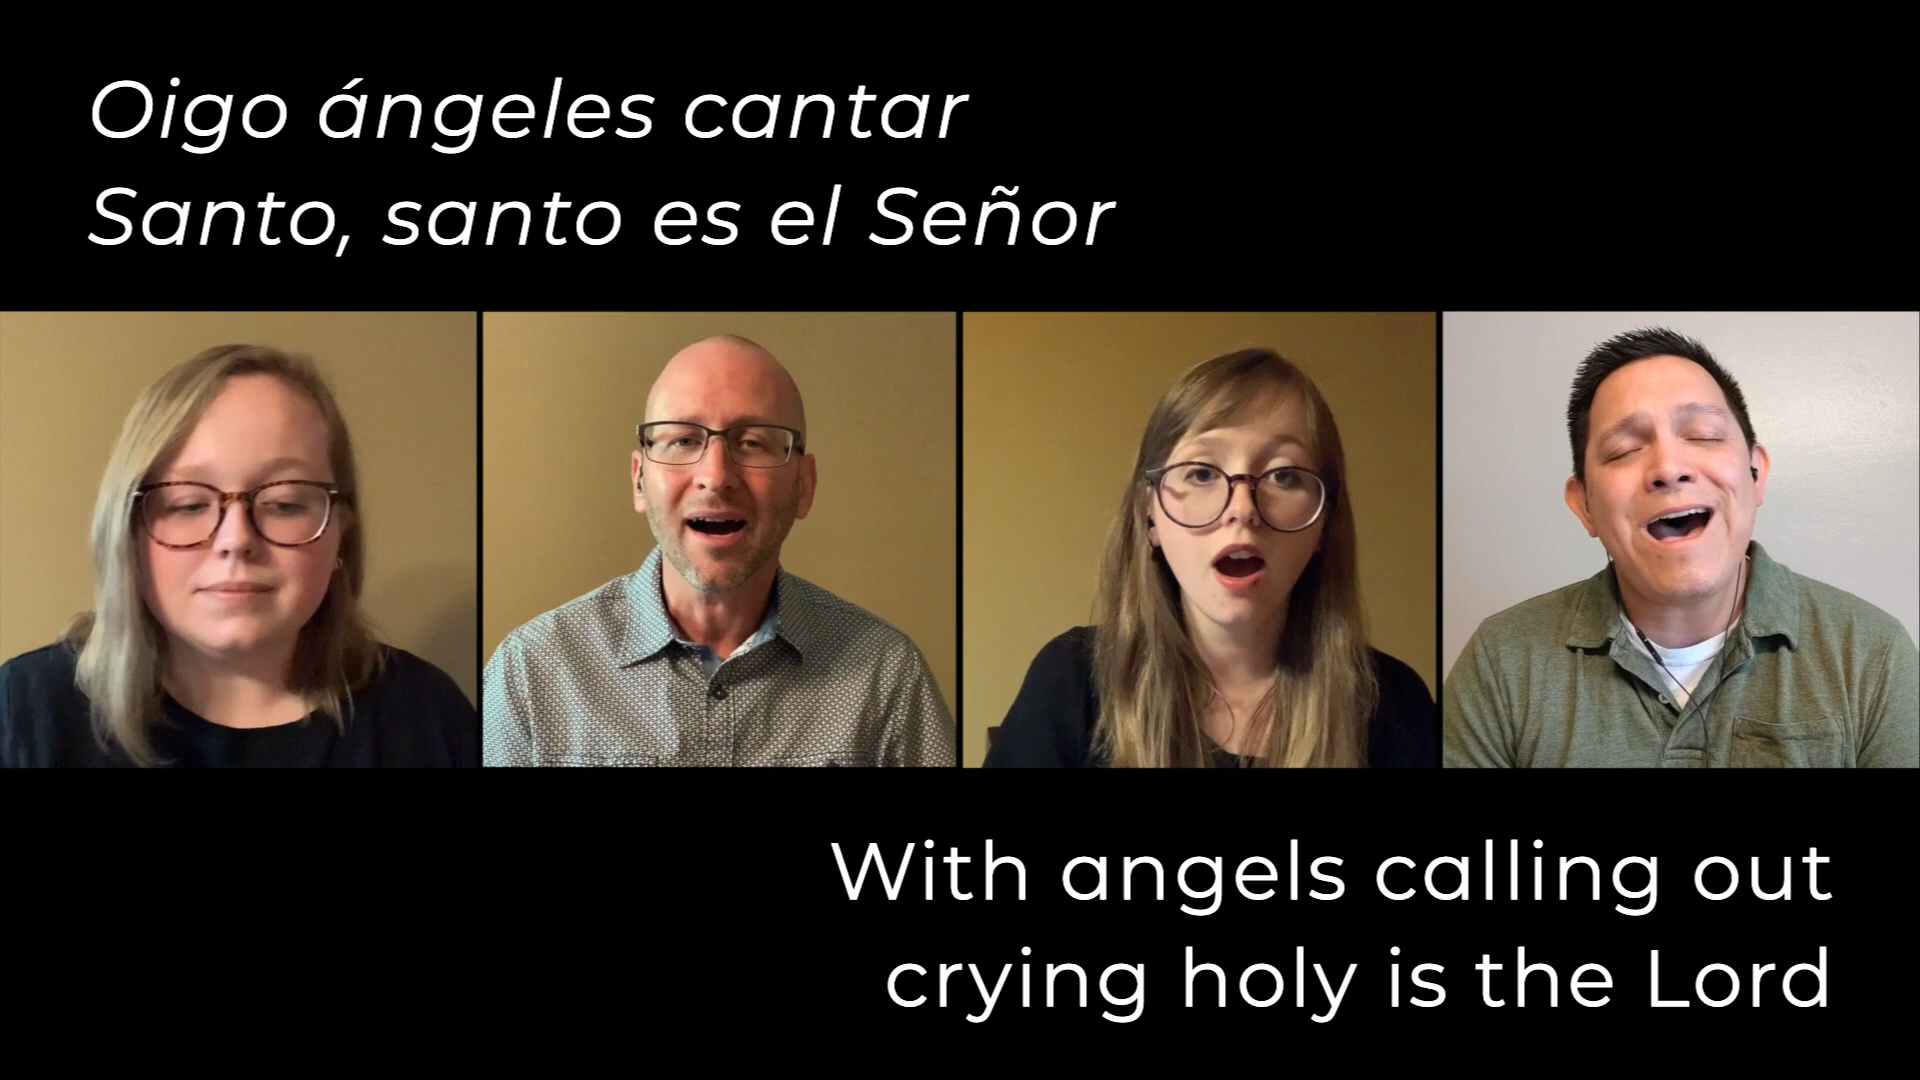 Oigo ángeles cantar
Santo, santo es el Señor
With angels calling out
crying holy is the Lord